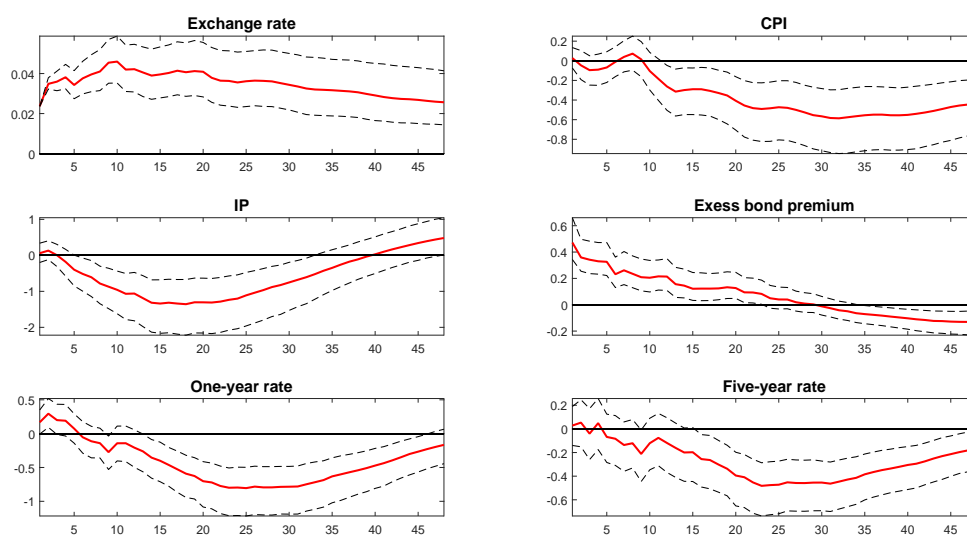 Exchange rate
0.04
0.02
0
5 10 15 20 25 30 35 40 45
CPI
0.2
0
-0.2
-0.4
-0.6
-0.8
5 10 15 20 25 30 35 40 45
IP
1
0
-1
-2
5 10 15 20 25 30 35 40 45
Exess bond premium
0.6
0.4
0.2
0
-0.2
5 10 15 20 25 30 35 40 45
One-year rate
0.5
0
-0.5
-1
5 10 15 20 25 30 35 40 45
Five-year rate
0.2
0
-0.2
-0.4
-0.6
5 10 15 20 25 30 35 40 45